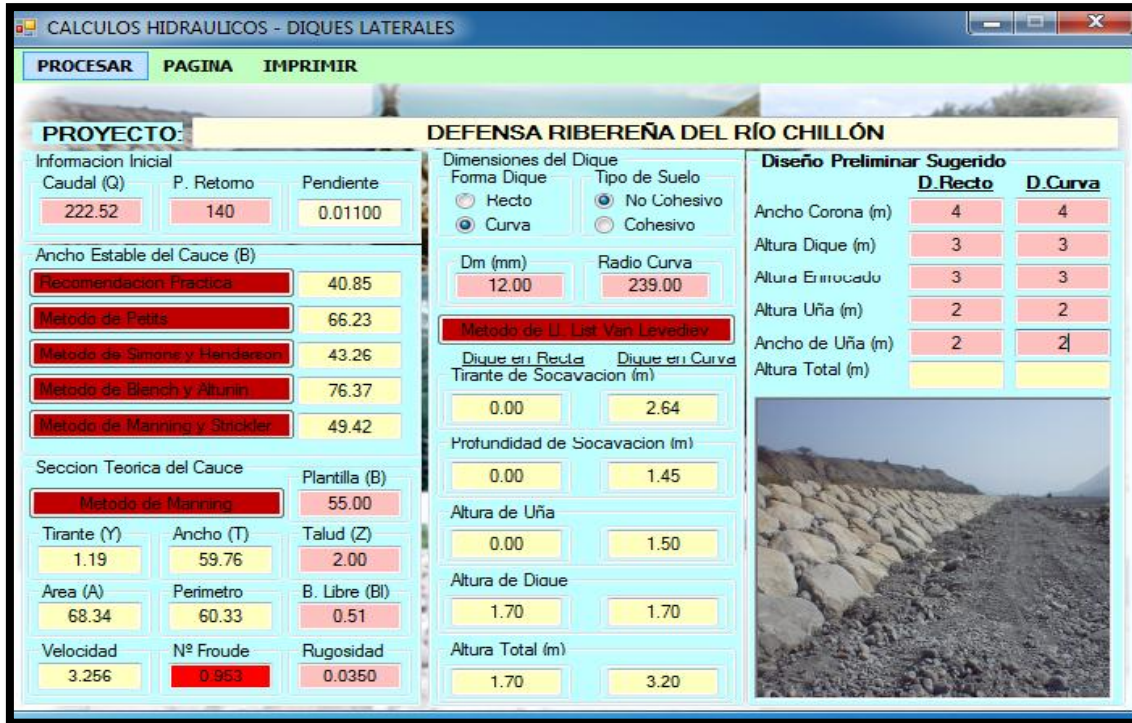 CALCULOS HIDRAULICOS - DIQUES LATERALES
PROCESAR PAGINA IMPRIMIR
PROYECTO: DEFENSA RIBEREÑA DEL RÍO CHILLÓN
Informacion Inicial
Caudal (Q) P. Retorno Pendiente
222.52 140 0.01100
Ancho Estable del Cauce (B)
Recomendacion Practica 40.85
Metodo de Petits 66.23
Metodo de Simons y Henderson 43.26
Metodo de Blench y Altunin 76.37
Metodo de Manning y Strickler 49.42
Seccion Teorica del Cauce
Plantilla (B)
Metodo de Manning 55.00
Tirante (Y) Ancho (T) Talud (Z)
1.19 59.76 2.00
Area (A) Perimetro B. Libre (Bl)
68.34 60.33 0.51
Velocidad Nº Froude Rugosidad
3.256 0.953 0.0350
Dimensiones del Dique
Forma Dique Tipo de Suelo
Recto No Cohesivo
Curva Cohesivo
Dm (mm) Radio Curva
12.00 239.00
Metodo de LL. List Van Levediev
Dique en Recta Dique en Curva
Tirante de Socavacion (m)
0.00 2.64
Profundidad de Socavacion (m)
0.00 1.45
Altura de Uña
0.00 1.50
Altura de Dique
1.70 1.70
Altura Total (m)
1.70 3.20
Diseño Preliminar Sugerido
D.Recto D.Curva
Ancho Corona (m) 4 4
Altura Dique (m) 3 3
Altura Enrocado 3 3
Altura Uña (m) 2 2
Ancho de Uña (m) 2 2
Altura Total (m)